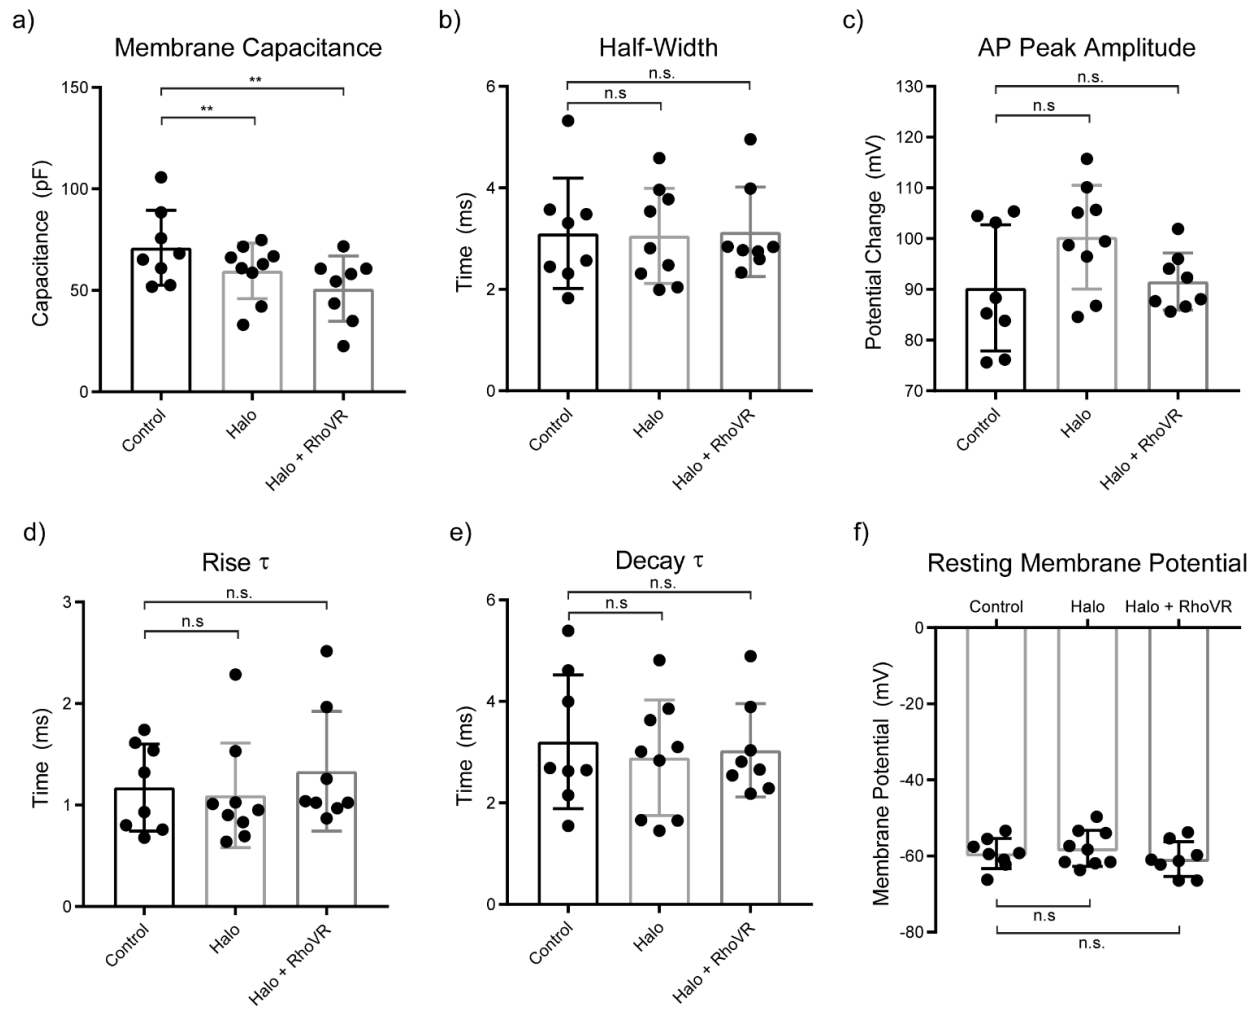 a)
Membrane Capacitance
Capacitance (pF)
150
100
50
0
**
**
Control
Halo
Halo + RhoVR
b)
Half-Width
Time (ms)
6
4
2
0
n.s.
n.s
Control
Halo
Halo + RhoVR
c)
AP Peak Amplitude
Potential Change (mV)
130
120
110
100
90
80
70
n.s.
n.s
Control
Halo
Halo + RhoVR
d)
Rise τ
Time (ms)
3
2
1
0
n.s.
n.s
Control
Halo
Halo + RhoVR
e)
Decay τ
Time (ms)
6
4
2
0
n.s.
n.s
Control
Halo
Halo + RhoVR
f)
Resting Membrane Potential
Control Halo Halo + RhoVR
Membrane Potential (mV)
0
-20
-40
-60
-80
n.s
n.s.